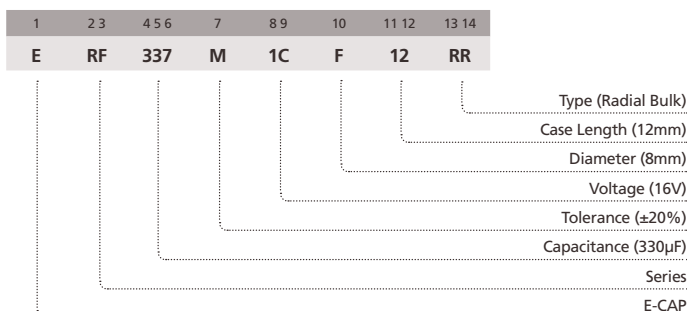 1 2 3 4 5 6 7 8 9 10 11 12 13 14
E RF 337 M 1C F 12 RR
Type (Radial Bulk)
Case Length (12mm)
Diameter (8mm)
Voltage (16V)
Tolerance (±20%)
Capacitance (330µF)
Series
E-CAP